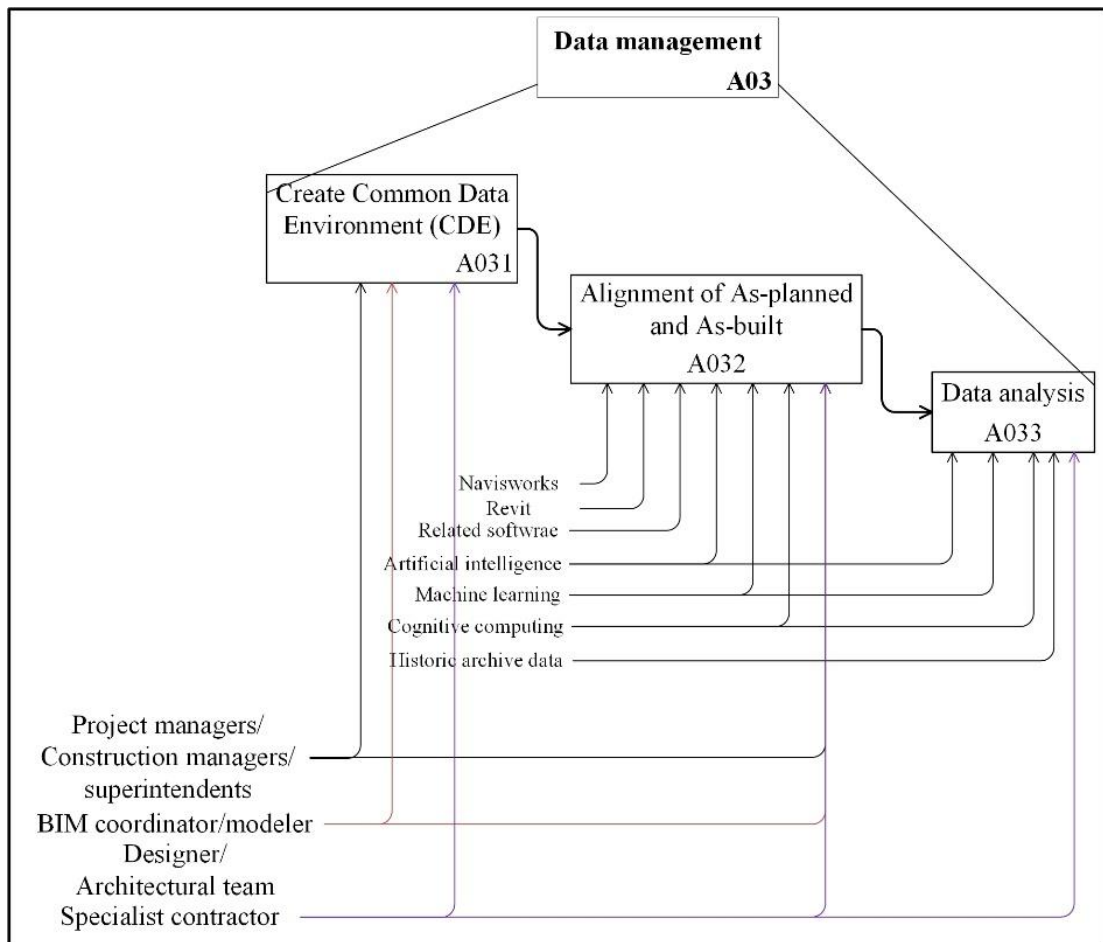 Data management
A03
Create Common Data
Environment (CDE)
A031
Alignment of As-planned
and As-built
A032
Data analysis
A033
Navisworks
Revit
Related softwrae
Artificial intelligence
Machine learning
Cognitive computing
Historic archive data
Project managers/
Construction managers/
superintendents
BIM coordinator/modeler
Designer/
Architectural team
Specialist contractor